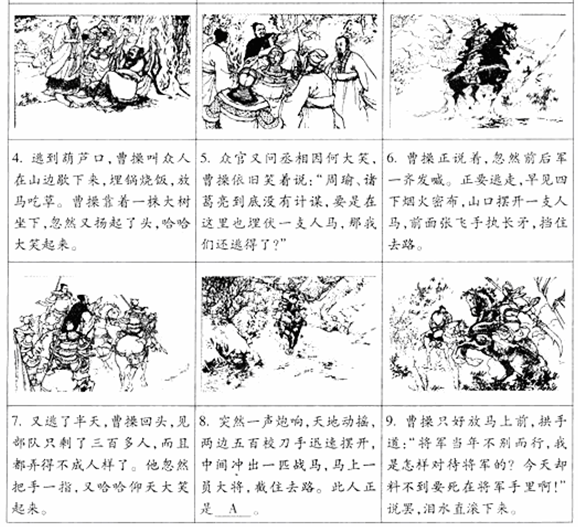 4. 逃到葫芦口,曹操叫众人
在山边歇下来,埋锅烧饭,放
马吃草。曹操靠着一株大树
坐下,忽然又扬起了头,哈哈
大笑起来。
5. 众官又问丞相因何大笑,
曹操依旧笑着说:“周瑜、诸
葛亮到底没有计谋,要是在
这里也埋伏一支人马,那我
们还逃得了?”
6. 曹操正说着,忽然前后军
一齐发喊。正要逃走,早见四
下烟火密布,山口摆开一支人
马,前面张飞手执长矛,挡住
去路。
7. 又逃了半天,曹操回头,见
部队只剩了三百多人,而且
都弄得不成人样了。他忽然
把手一指,又哈哈仰天大笑
起来。
8. 突然一声炮响,天地动摇,
两边五百校刀手迅速摆开,
中间冲出一匹战马,马上一
员大将,截住去路。此人正
是 A 。
9. 曹操只好放马上前,拱手
道:“将军当年不别而行,我
是怎样对待将军的?今天却
料不到要死在将军手里啊!”
说罢,泪水直滚下来。